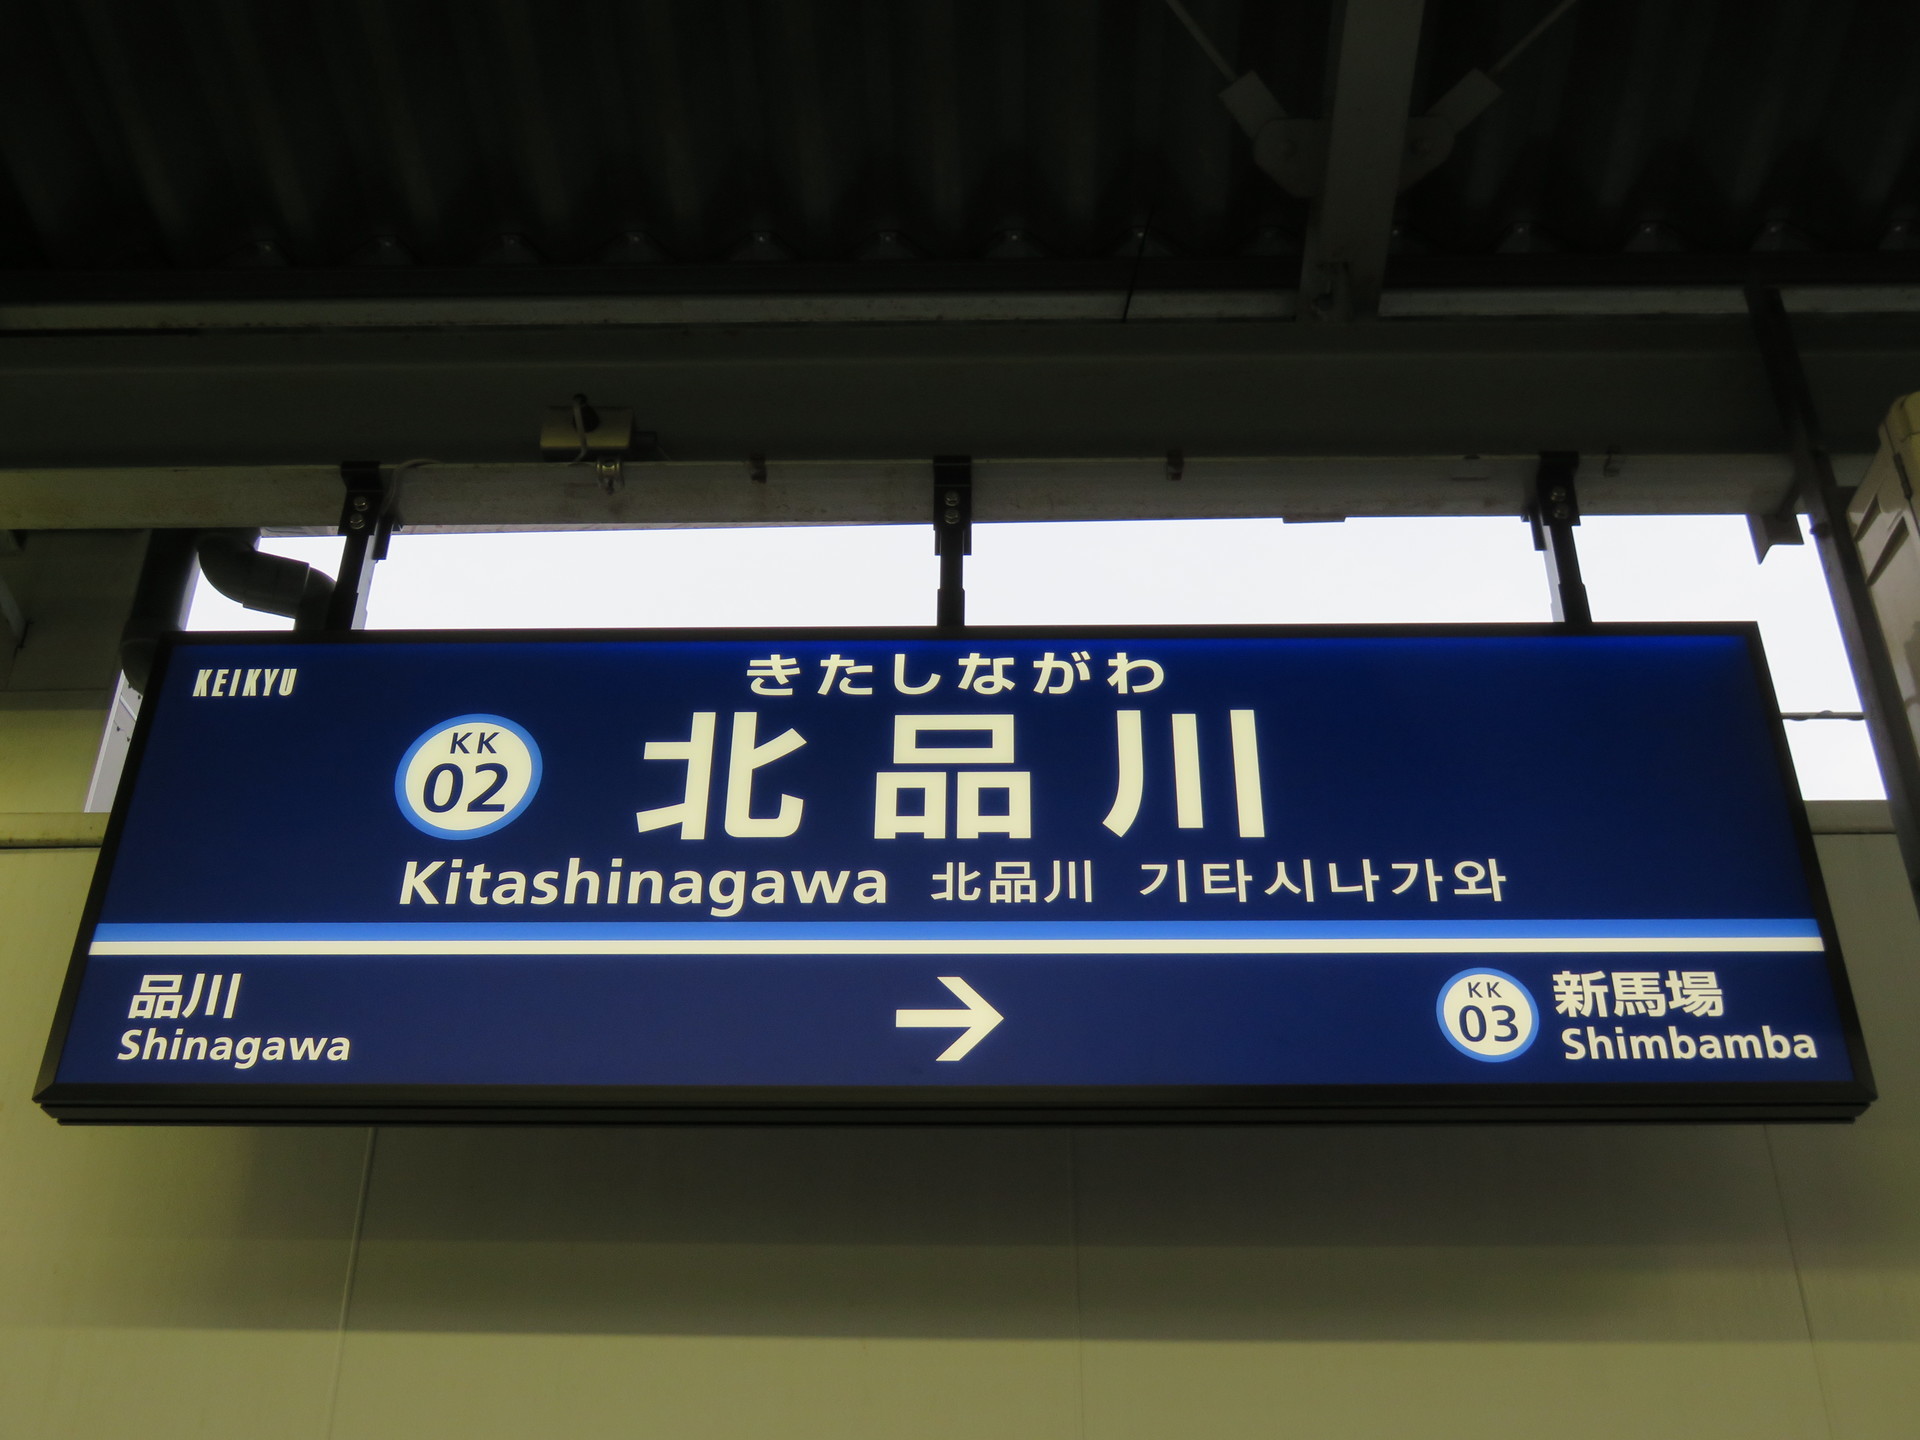 KEIKYU
きたしながわ
KK
02
北品川
Kitashinagawa 北品川 기타시나가와
品川
Shinagawa
→
KK
03
新馬場
Shimbamba